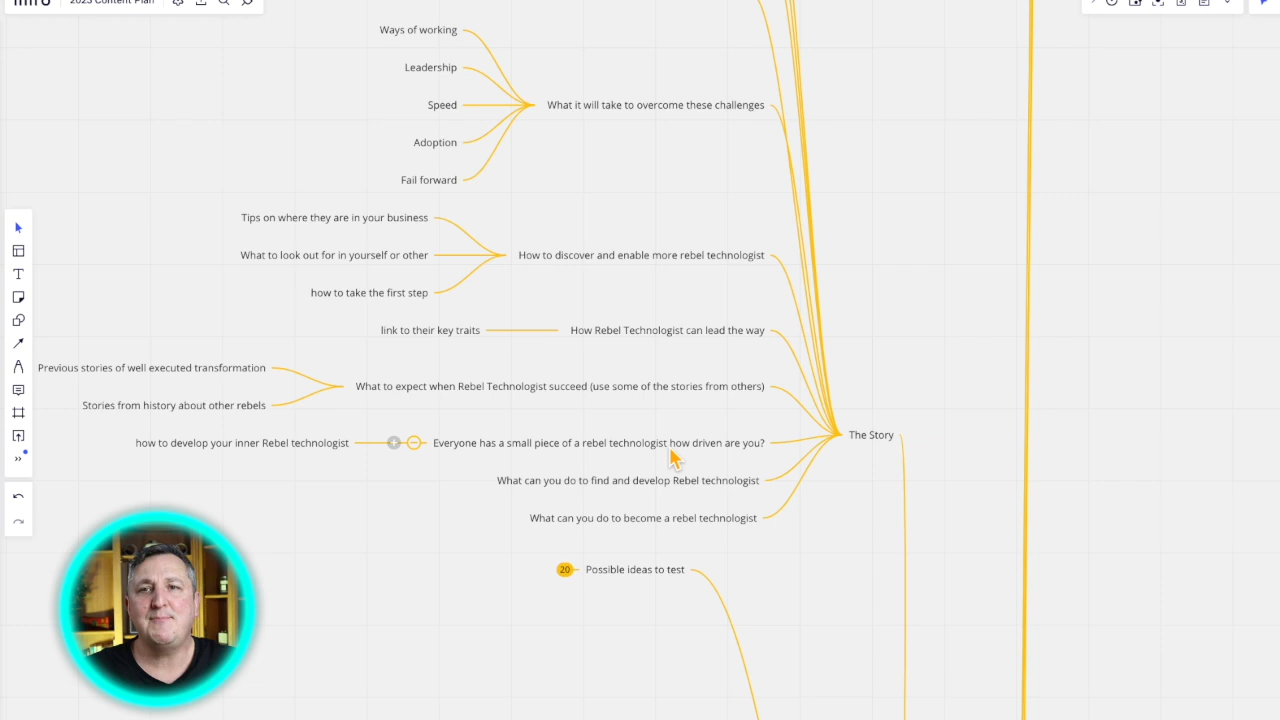 miro
2023 Content Plan
Ways of working
Leadership
Speed
Adoption
Fail forward
What it will take to overcome these challenges
Tips on where they are in your business
What to look out for in yourself or other
how to take the first step
How to discover and enable more rebel technologist
link to their key traits
How Rebel Technologist can lead the way
Previous stories of well executed transformation
Stories from history about other rebels
What to expect when Rebel Technologist succeed (use some of the stories from others)
how to develop your inner Rebel technologist
Everyone has a small piece of a rebel technologist how driven are you?
The Story
What can you do to find and develop Rebel technologist
What can you do to become a rebel technologist
20
Possible ideas to test